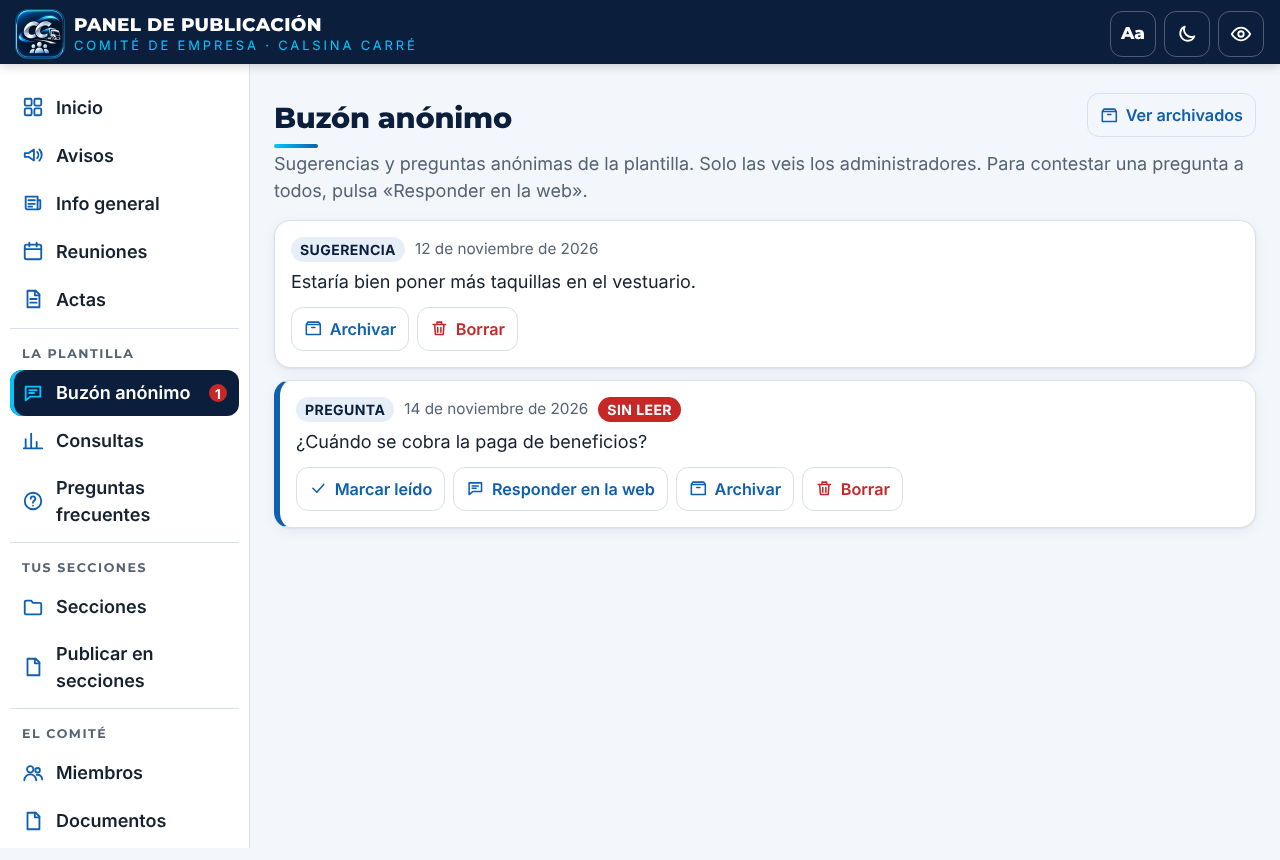 PANEL DE PUBLICACIÓN
COMITÉ DE EMPRESA · CALSINA CARRÉ
Aa
Inicio
Avisos
Info general
Reuniones
Actas
LA PLANTILLA
Buzón anónimo 1
Consultas
Preguntas
frecuentes
TUS SECCIONES
Secciones
Publicar en
secciones
EL COMITÉ
Miembros
Documentos
Buzón anónimo
Ver archivados
Sugerencias y preguntas anónimas de la plantilla. Solo las veis los administradores. Para contestar una pregunta a
todos, pulsa «Responder en la web».
SUGERENCIA 12 de noviembre de 2026
Estaría bien poner más taquillas en el vestuario.
Archivar Borrar
PREGUNTA 14 de noviembre de 2026 SIN LEER
¿Cuándo se cobra la paga de beneficios?
Marcar leído Responder en la web Archivar Borrar